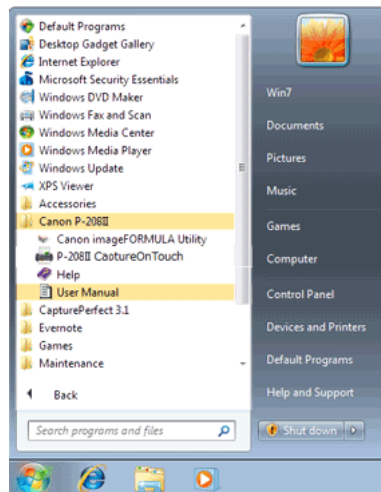 Default Programs
Desktop Gadget Gallery
Internet Explorer
Microsoft Security Essentials
Windows DVD Maker
Windows Fax and Scan
Windows Media Center
Windows Media Player
Windows Update
XPS Viewer
Accessories
Canon P-208II
Canon imageFORMULA Utility
P-208II CaptureOnTouch
Help
User Manual
CapturePerfect 3.1
Evernote
Games
Maintenance
Back
Search programs and files
Win7
Documents
Pictures
Music
Games
Computer
Control Panel
Devices and Printers
Default Programs
Help and Support
Shut down